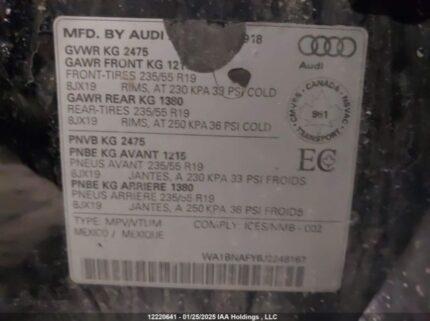 MFD. BY AUDI 918
GVWR KG 2475
GAWR FRONT KG 121
FRONT-TIRES 235/55 R19
8JX19 RIMS, AT 230 KPA 33 PSI COLD
GAWR REAR KG 1380
REAR-TIRES 235/55 R19
8JX19 RIMS, AT 250 KPA 36 PSI COLD
Audi
CMVSS - CANADA - NSVAC
961
TRANSPORT
PNVB KG 2475
PNBE KG AVANT 1215
PNEUS AVANT 235/55 R19
8JX19 JANTES, A 230 KPA 33 PSI FROIDS
PNBE KG ARRIERE 1380
PNEUS ARRIERE 235/55 R19
8JX19 JANTES, A 250 KPA 36 PSI FROIDS
EC
TYPE: MPV/VTUM COMPLY: ICES/NMB - 002
MEXICO / MEXIQUE
WA1BNAFY6J2248167
12220641 - 01/25/2025 IAA Holdings, LLC